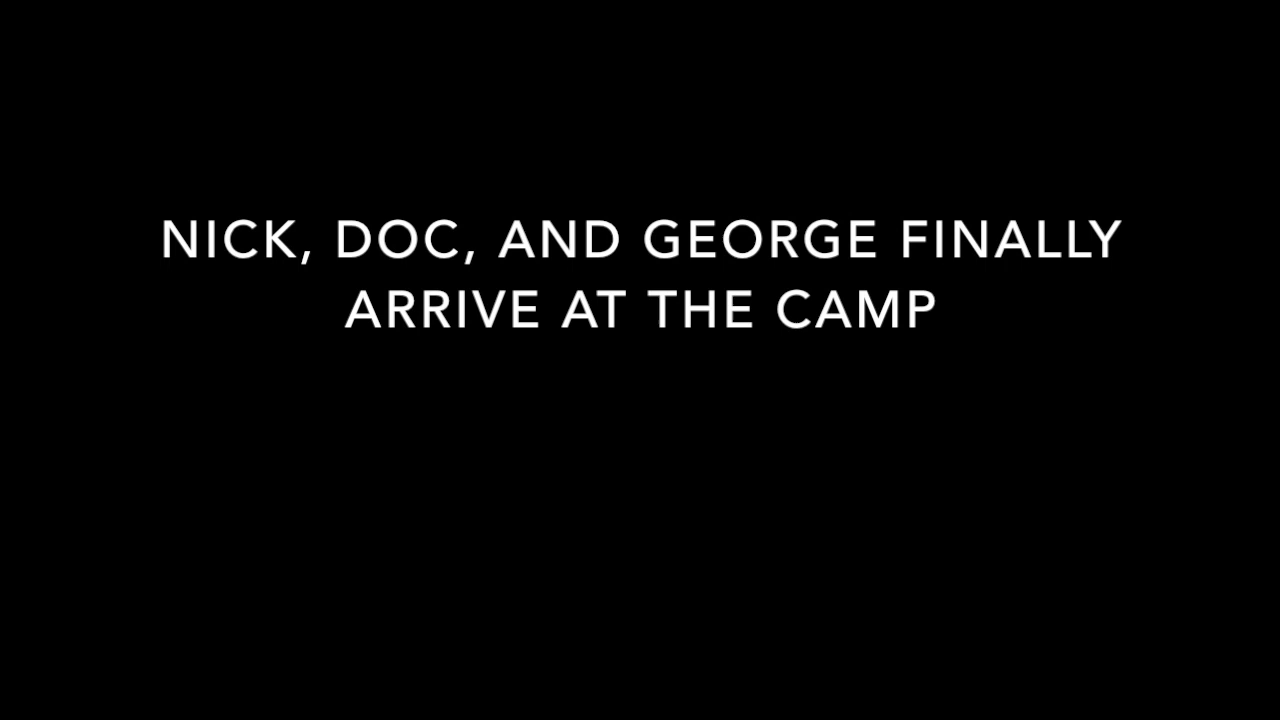 NICK, DOC, AND GEORGE FINALLY
ARRIVE AT THE CAMP